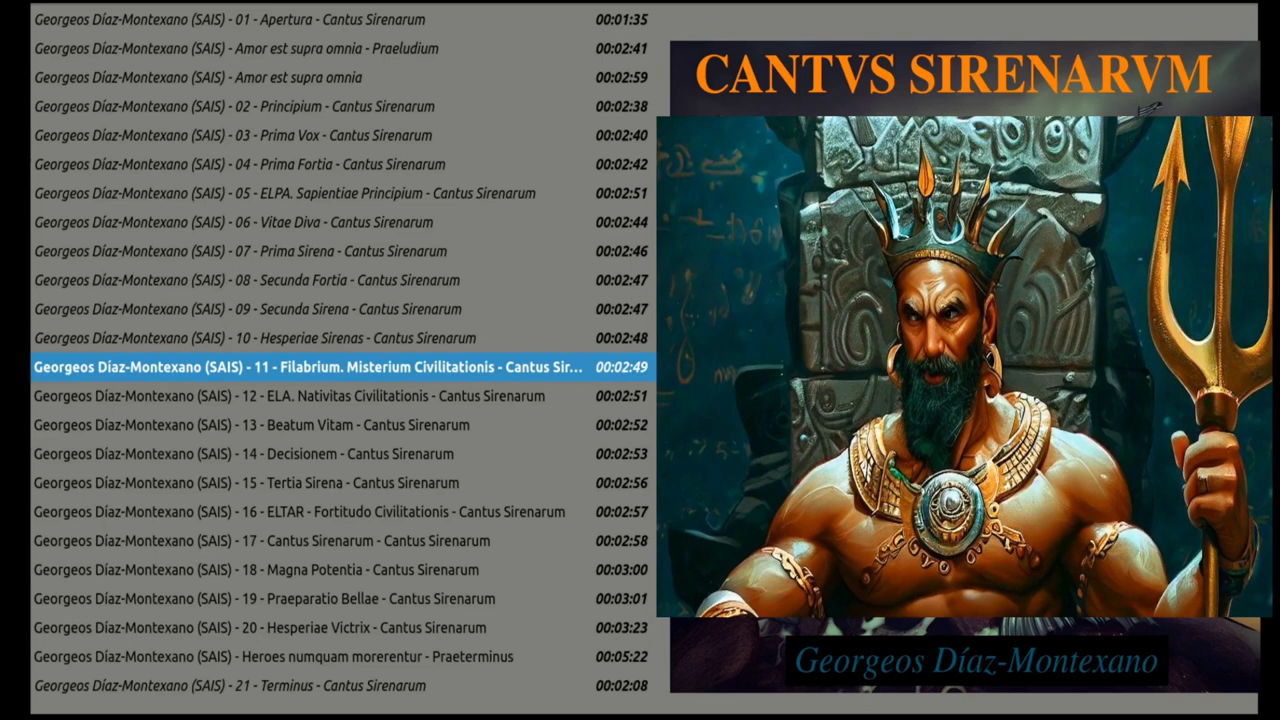 Georgeos Díaz-Montexano (SAIS) - 01 - Apertura - Cantus Sirenarum 00:01:35
Georgeos Díaz-Montexano (SAIS) - Amor est supra omnia - Praeludium 00:02:41
Georgeos Díaz-Montexano (SAIS) - Amor est supra omnia 00:02:59
Georgeos Díaz-Montexano (SAIS) - 02 - Principium - Cantus Sirenarum 00:02:38
Georgeos Díaz-Montexano (SAIS) - 03 - Prima Vox - Cantus Sirenarum 00:02:40
Georgeos Díaz-Montexano (SAIS) - 04 - Prima Fortia - Cantus Sirenarum 00:02:42
Georgeos Díaz-Montexano (SAIS) - 05 - ELPA. Sapientiae Principium - Cantus Sirenarum 00:02:51
Georgeos Díaz-Montexano (SAIS) - 06 - Vitae Diva - Cantus Sirenarum 00:02:44
Georgeos Díaz-Montexano (SAIS) - 07 - Prima Sirena - Cantus Sirenarum 00:02:46
Georgeos Díaz-Montexano (SAIS) - 08 - Secunda Fortia - Cantus Sirenarum 00:02:47
Georgeos Díaz-Montexano (SAIS) - 09 - Secunda Sirena - Cantus Sirenarum 00:02:47
Georgeos Díaz-Montexano (SAIS) - 10 - Hesperiae Sirenas - Cantus Sirenarum 00:02:48
Georgeos Díaz-Montexano (SAIS) - 11 - Filabrium. Misterium Civilitationis - Cantus Sir... 00:02:49
Georgeos Díaz-Montexano (SAIS) - 12 - ELA. Nativitas Civilitationis - Cantus Sirenarum 00:02:51
Georgeos Díaz-Montexano (SAIS) - 13 - Beatum Vitam - Cantus Sirenarum 00:02:52
Georgeos Díaz-Montexano (SAIS) - 14 - Decisionem - Cantus Sirenarum 00:02:53
Georgeos Díaz-Montexano (SAIS) - 15 - Tertia Sirena - Cantus Sirenarum 00:02:56
Georgeos Díaz-Montexano (SAIS) - 16 - ELTAR - Fortitudo Civilitationis - Cantus Sirenarum 00:02:57
Georgeos Díaz-Montexano (SAIS) - 17 - Cantus Sirenarum - Cantus Sirenarum 00:02:58
Georgeos Díaz-Montexano (SAIS) - 18 - Magna Potentia - Cantus Sirenarum 00:03:00
Georgeos Díaz-Montexano (SAIS) - 19 - Praeparatio Bellae - Cantus Sirenarum 00:03:01
Georgeos Díaz-Montexano (SAIS) - 20 - Hesperiae Victrix - Cantus Sirenarum 00:03:23
Georgeos Díaz-Montexano (SAIS) - Heroes numquam morerentur - Praeterminus 00:05:22
Georgeos Díaz-Montexano (SAIS) - 21 - Terminus - Cantus Sirenarum 00:02:08
CANTVS SIRENARVM
Georgeos Díaz-Montexano